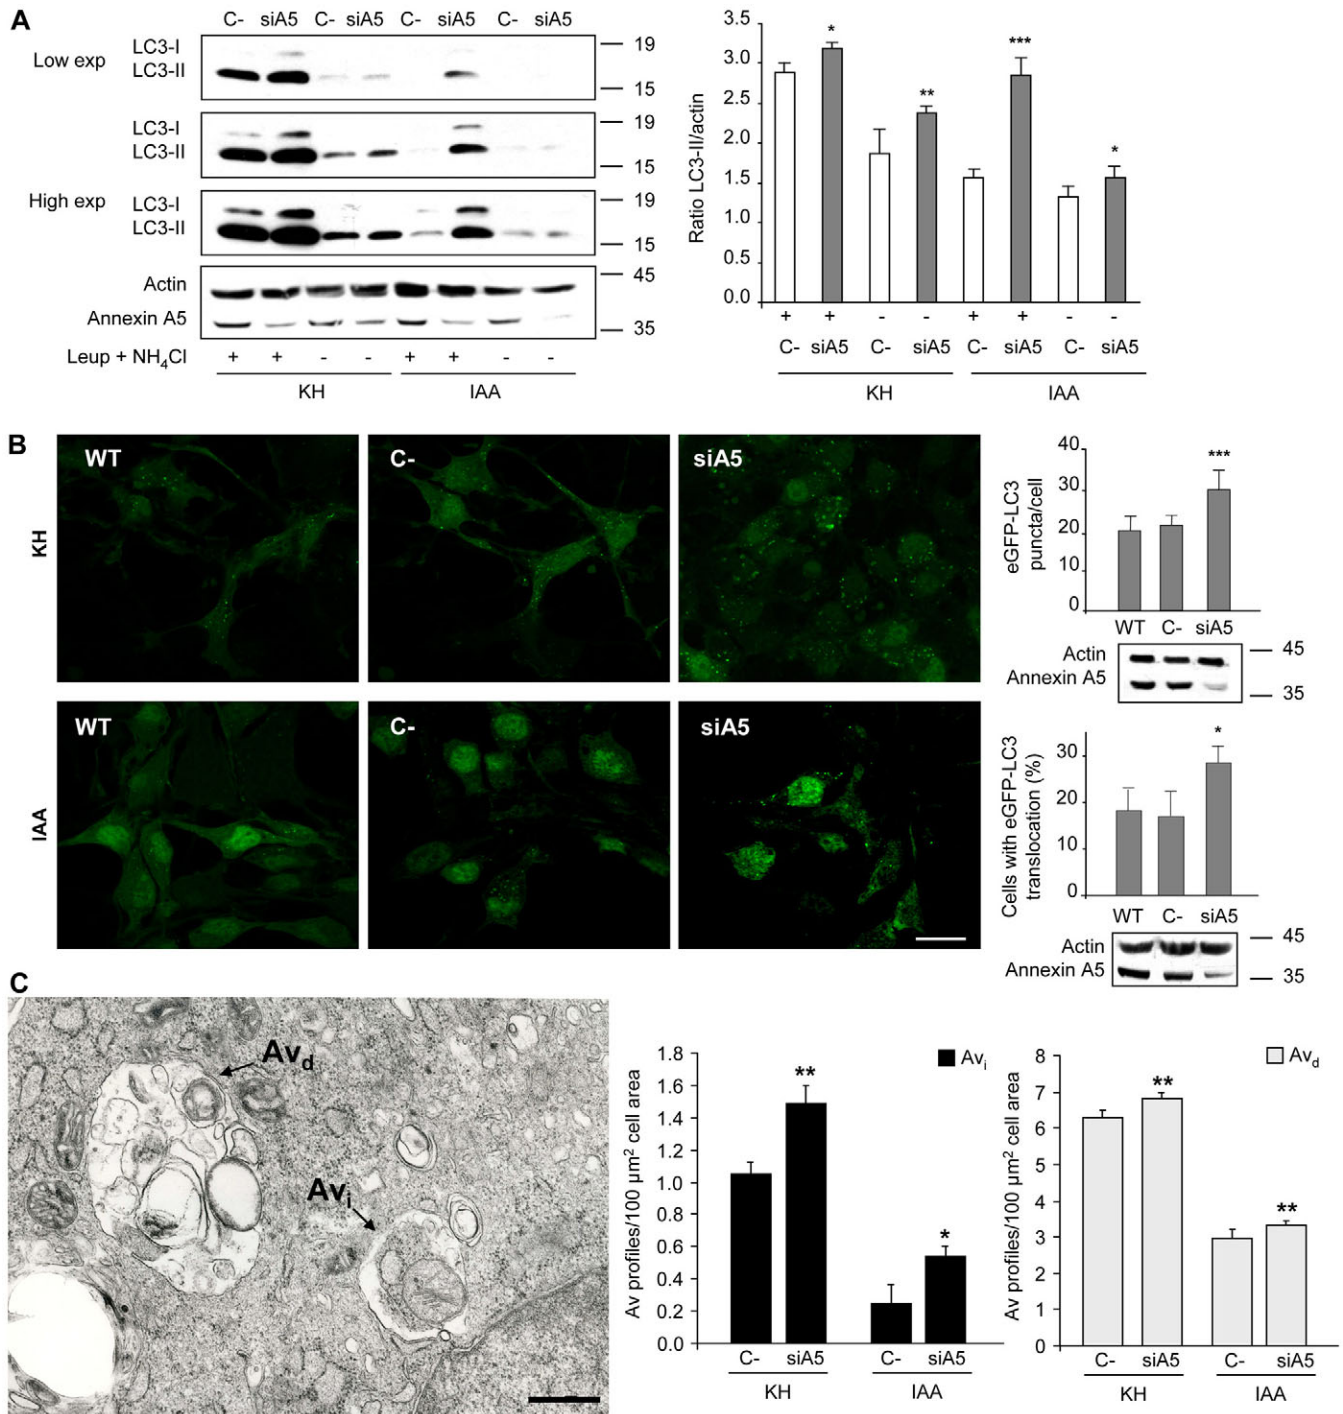 A
C- siA5 C- siA5 C- siA5 C- siA5
Low exp
LC3-I
LC3-II
19
15
LC3-I
LC3-II
19
15
High exp
LC3-I
LC3-II
19
15
Actin
Annexin A5
45
35
Leup + NH4Cl + + - - + + - -
KH IAA
Ratio LC3-II/actin
3.5
3.0
2.5
2.0
1.5
1.0
0.5
0.0
* ** *** *
+ + - - + + - -
C- siA5 C- siA5 C- siA5 C- siA5
KH IAA
B
KH
WT C- siA5
IAA
WT C- siA5
eGFP-LC3
puncta/cell
40
30
20
10
0
***
WT C- siA5
Actin
Annexin A5
45
35
Cells with eGFP-LC3
translocation (%)
30
20
10
0
*
WT C- siA5
Actin
Annexin A5
45
35
C
Avd
Avi
Av profiles/100 µm2 cell area
1.8
1.6
1.4
1.2
1.0
0.8
0.6
0.4
0.2
0.0
Avi
** *
C- siA5 C- siA5
KH IAA
Av profiles/100 µm2 cell area
8
7
6
5
4
3
2
1
0
Avd
** **
C- siA5 C- siA5
KH IAA